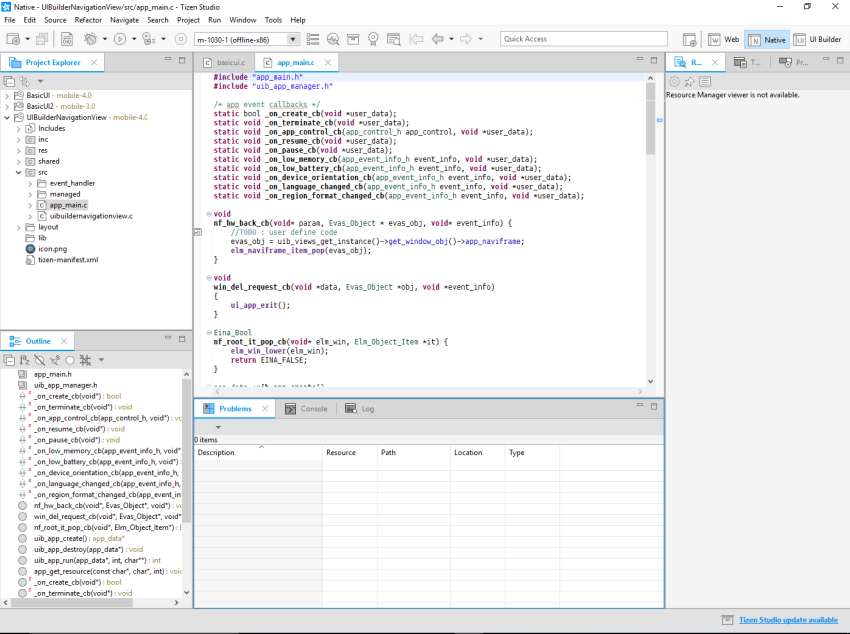 Native - UIBuilderNavigationView/src/app_main.c - Tizen Studio
File Edit Source Refactor Navigate Search Project Run Window Tools Help
m-1030-1 (offline-x86)
Quick Access
Web
Native
UI Builder
Project Explorer
BasicUI - mobile-4.0
BasicUI2 - mobile-3.0
UIBuilderNavigationView - mobile-4.0
Includes
inc
res
shared
src
event_handler
managed
app_main.c
uibuildernavigationview.c
layout
lib
icon.png
tizen-manifest.xml
basicui.c
app_main.c
#include "app_main.h"
#include "uib_app_manager.h"
/* app event callbacks */
static bool _on_create_cb(void *user_data);
static void _on_terminate_cb(void *user_data);
static void _on_app_control_cb(app_control_h app_control, void *user_data);
static void _on_resume_cb(void *user_data);
static void _on_pause_cb(void *user_data);
static void _on_low_memory_cb(app_event_info_h event_info, void *user_data);
static void _on_low_battery_cb(app_event_info_h event_info, void *user_data);
static void _on_device_orientation_cb(app_event_info_h event_info, void *user_data);
static void _on_language_changed_cb(app_event_info_h event_info, void *user_data);
static void _on_region_format_changed_cb(app_event_info_h event_info, void *user_data);
void
nf_hw_back_cb(void* param, Evas_Object * evas_obj, void* event_info) {
//TODO : user define code
evas_obj = uib_views_get_instance()->get_window_obj()->app_naviframe;
elm_naviframe_item_pop(evas_obj);
}
void
win_del_request_cb(void *data, Evas_Object *obj, void *event_info)
{
ui_app_exit();
}
Eina_Bool
nf_root_it_pop_cb(void* elm_win, Elm_Object_Item *it) {
elm_win_lower(elm_win);
return EINA_FALSE;
}
R...
T...
Pr...
Resource Manager viewer is not available.
Outline
app_main.h
uib_app_manager.h
_on_create_cb(void*) : bool
_on_terminate_cb(void*) : void
_on_app_control_cb(app_control_h, void*) : vc
_on_resume_cb(void*) : void
_on_pause_cb(void*) : void
_on_low_memory_cb(app_event_info_h, void*
_on_low_battery_cb(app_event_info_h, void*)
_on_device_orientation_cb(app_event_info_h,
_on_language_changed_cb(app_event_info_h,
_on_region_format_changed_cb(app_event_in
nf_hw_back_cb(void*, Evas_Object*, void*) :
win_del_request_cb(void*, Evas_Object*, void*
nf_root_it_pop_cb(void*, Elm_Object_Item*) :
uib_app_create() : app_data*
uib_app_destroy(app_data*) : void
uib_app_run(app_data*, int, char**) : int
app_get_resource(const char*, char*, int) : voic
_on_create_cb(void*) : bool
_on_terminate_cb(void*) : void
Problems
Console
Log
0 items
Description Resource Path Location Type
Tizen Studio update available